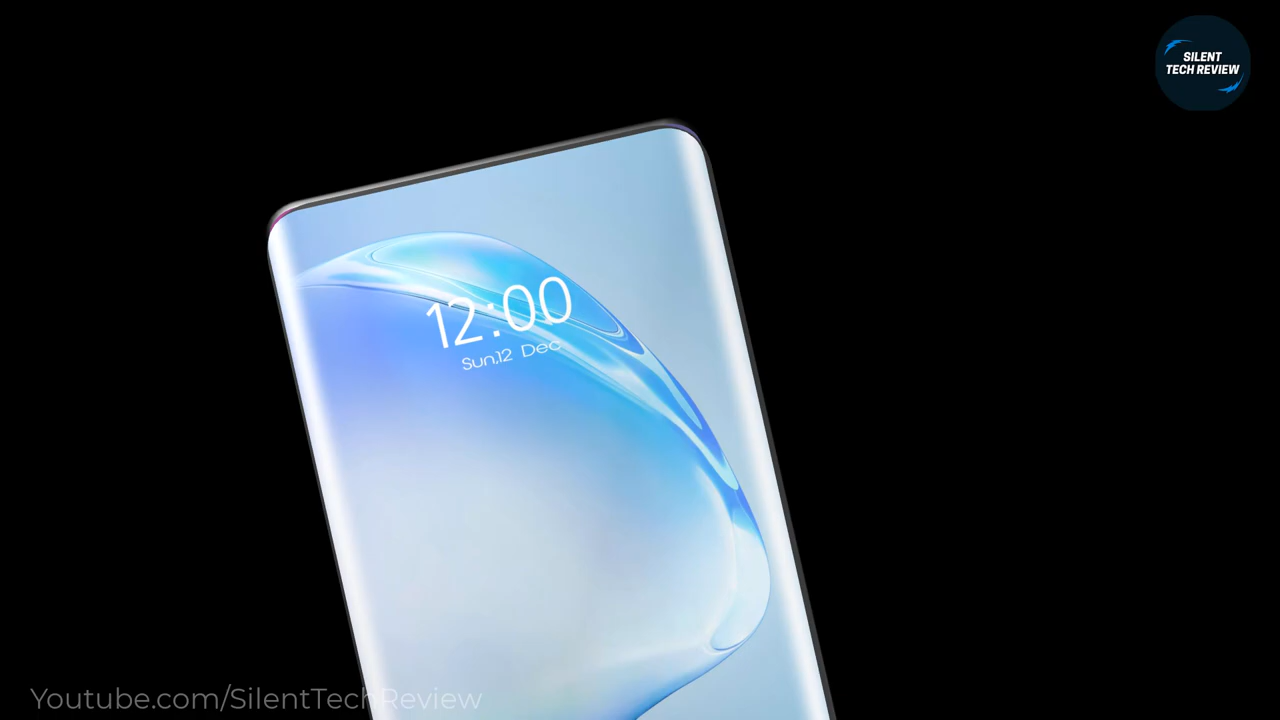 SILENT
TECH REVIEW
12:00
Sun,12 Dec
Youtube.com/SilentTechReview